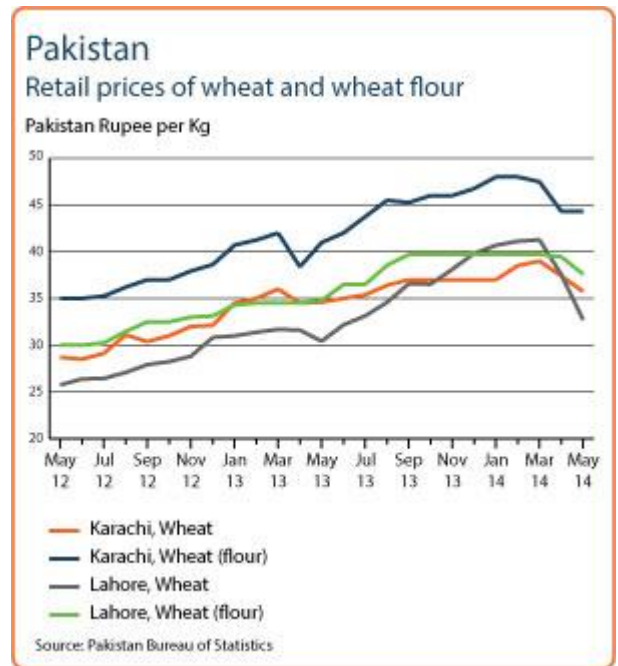 Pakistan
Retail prices of wheat and wheat flour
Pakistan Rupee per Kg
50
45
40
35
30
25
20
May Jul Sep Nov Jan Mar May Jul Sep Nov Jan Mar May
12 12 12 12 13 13 13 13 13 13 14 14 14
Karachi, Wheat
Karachi, Wheat (flour)
Lahore, Wheat
Lahore, Wheat (flour)
Source: Pakistan Bureau of Statistics